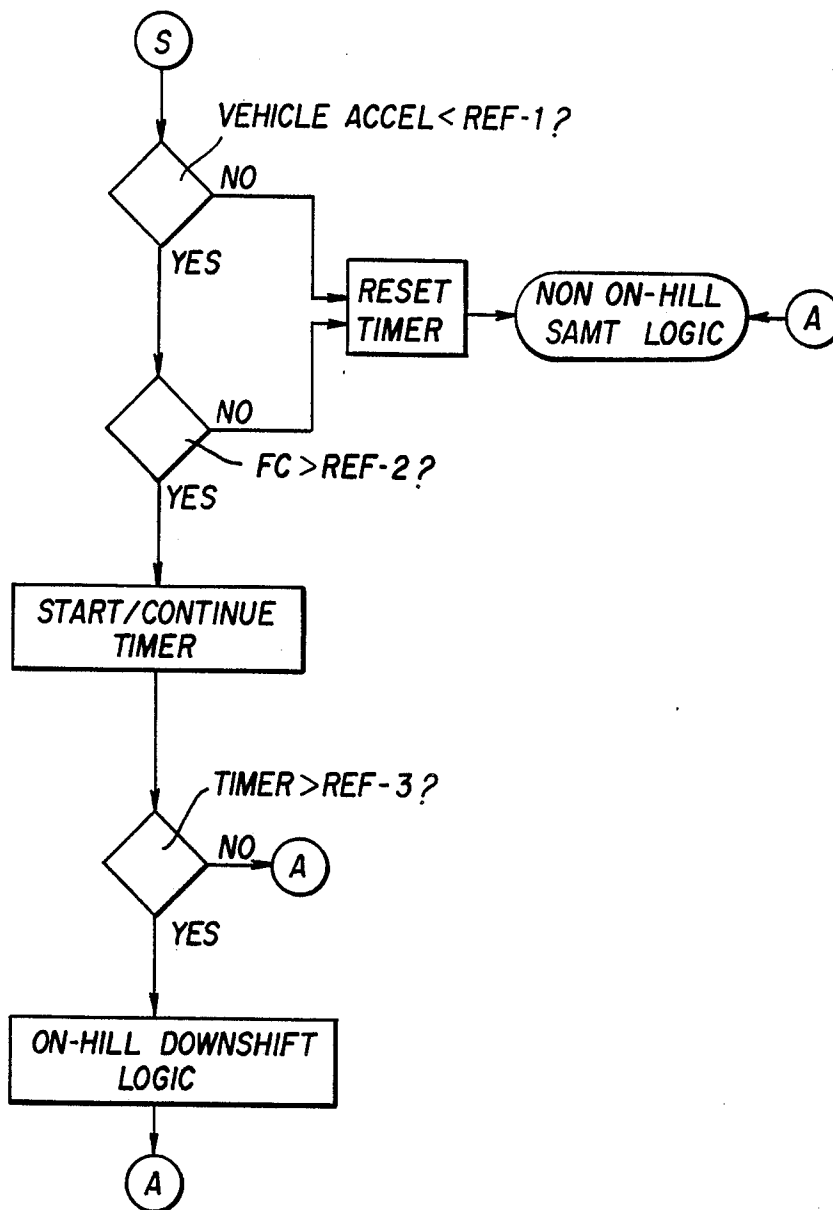 S
VEHICLE ACCEL<REF-1?
NO
YES
RESET
TIMER
NON ON-HILL
SAMT LOGIC
A
NO
FC>REF-2?
YES
START/CONTINUE
TIMER
TIMER>REF-3?
NO
A
YES
ON-HILL DOWNSHIFT
LOGIC
A